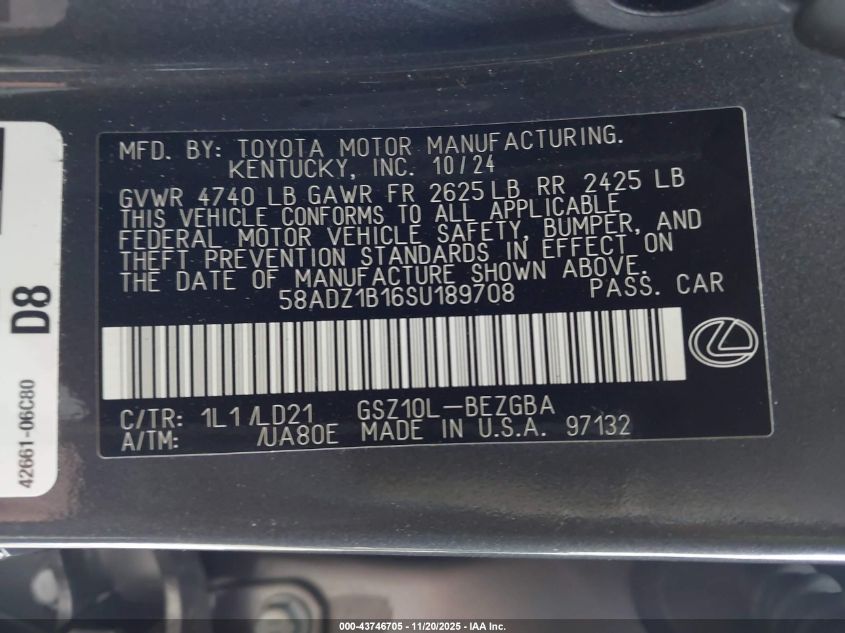 MFD. BY: TOYOTA MOTOR MANUFACTURING.
KENTUCKY, INC. 10/24
GVWR 4740 LB GAWR FR 2625 LB RR 2425 LB
THIS VEHICLE CONFORMS TO ALL APPLICABLE
FEDERAL MOTOR VEHICLE SAFETY, BUMPER, AND
THEFT PREVENTION STANDARDS IN EFFECT ON
THE DATE OF MANUFACTURE SHOWN ABOVE.
58ADZ1B16SU189708 PASS. CAR
C/TR: 1L1/LD21 GSZ10L-BEZGBA
A/TM: /UA80E MADE IN U.S.A. 97132
D8
42661-06C80
000-43746705 - 11/20/2025 - IAA Inc.